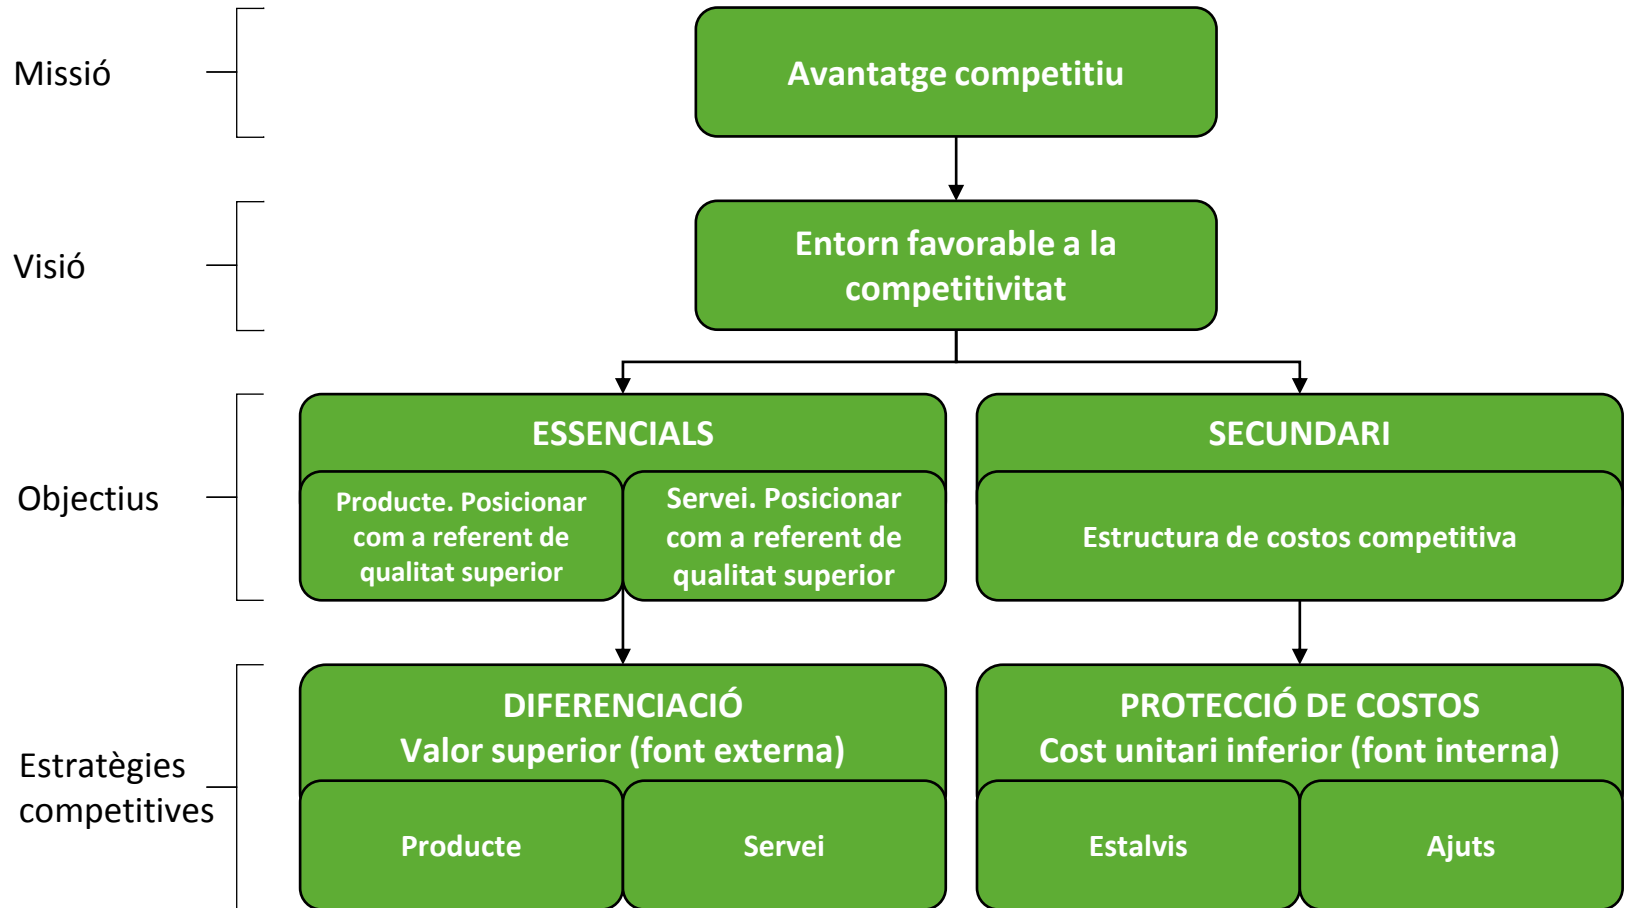 Missió
Avantatge competitiu
Visió
Entorn favorable a la
competitivitat
Objectius
ESSENCIALS
Producte. Posicionar
com a referent de
qualitat superior
Servei. Posicionar
com a referent de
qualitat superior
SECUNDARI
Estructura de costos competitiva
Estratègies
competitives
DIFERENCIACIÓ
Valor superior (font externa)
Producte
Servei
PROTECCIÓ DE COSTOS
Cost unitari inferior (font interna)
Estalvis
Ajuts